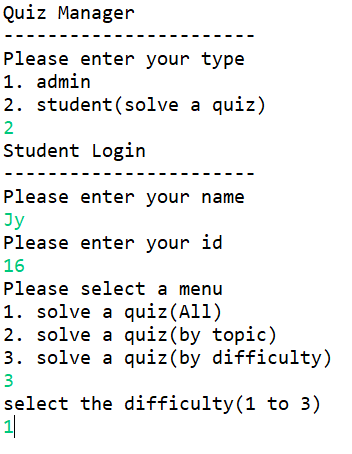 Quiz Manager
-----------------------
Please enter your type
1. admin
2. student(solve a quiz)
2
Student Login
-----------------------
Please enter your name
Jy
Please enter your id
16
Please select a menu
1. solve a quiz(All)
2. solve a quiz(by topic)
3. solve a quiz(by difficulty)
3
select the difficulty(1 to 3)
1